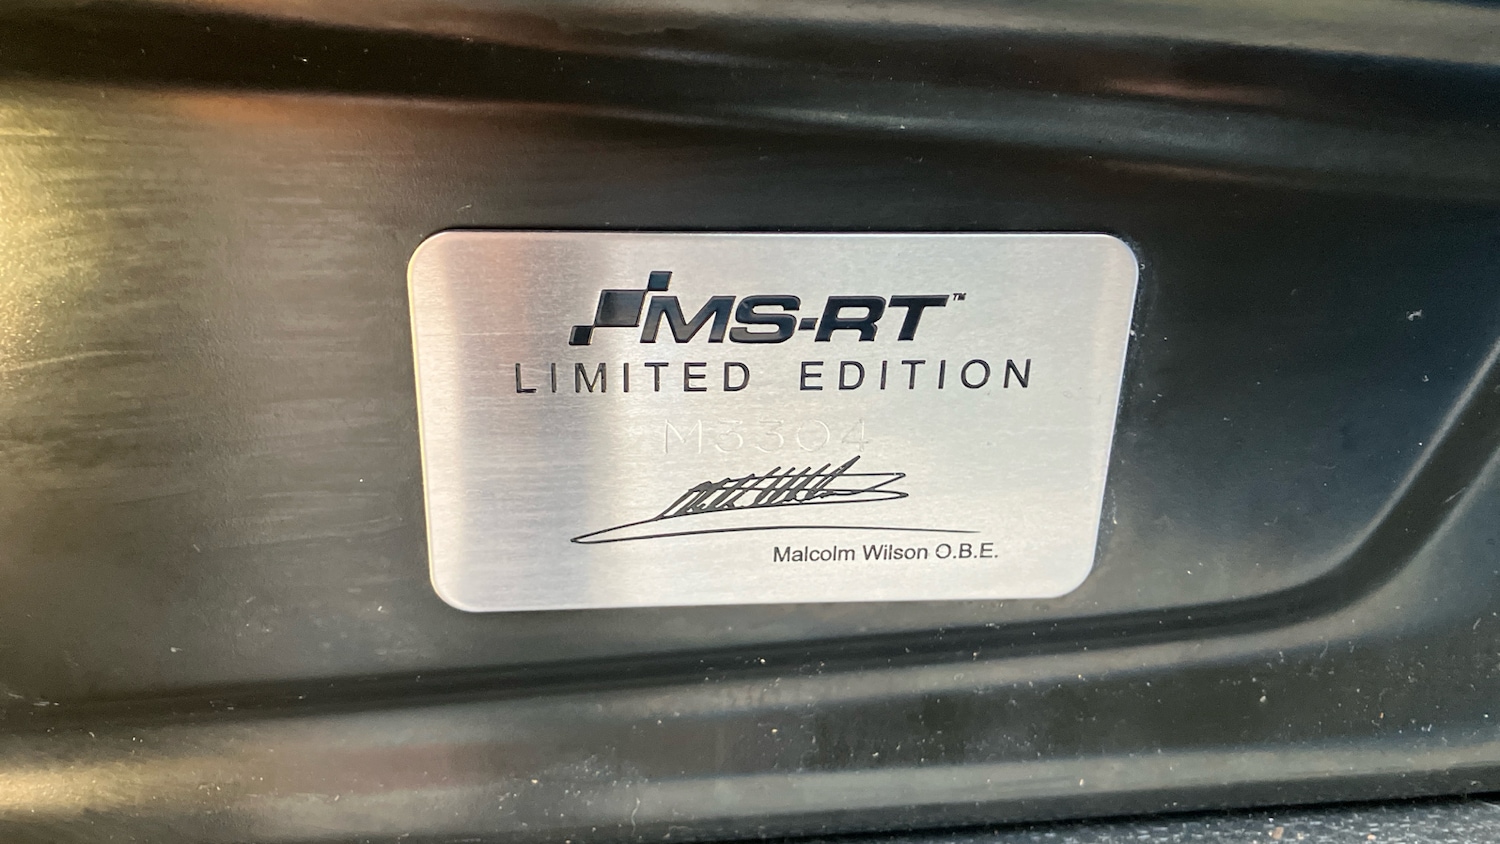 MS-RT™
LIMITED EDITION
M3304
Malcolm Wilson O.B.E.